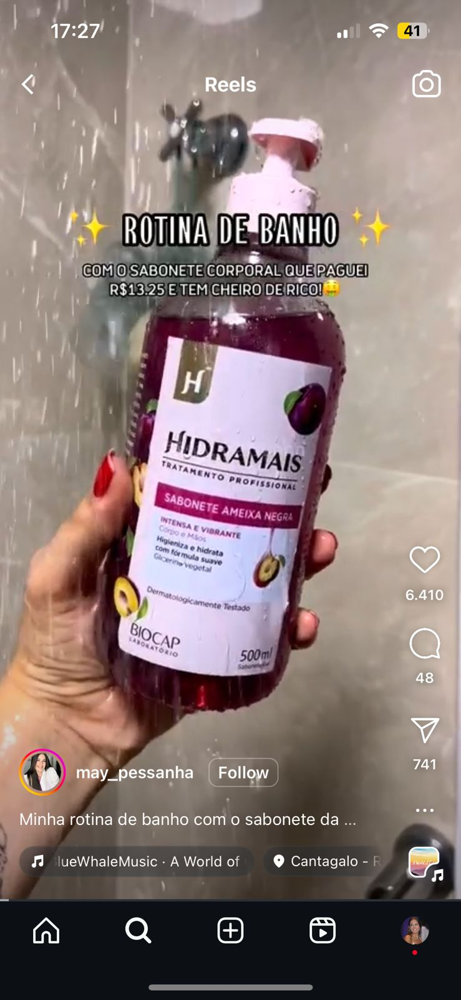 17:27
41
Reels
ROTINA DE BANHO
COM O SABONETE CORPORAL QUE PAGUEI
R$13.25 E TEM CHEIRO DE RICO!🤑
H
HIDRAMAIS
TRATAMENTO PROFISSIONAL
SABONETE AMEIXA NEGRA
INTENSA E VIBRANTE
Corpo e Mãos
Higieniza e hidrata
com fórmula suave
Glicerina vegetal
Dermatologicamente Testado
BIOCAP
LABORATÓRIO
500ml
6.410
48
741
may_pessanha
Follow
Minha rotina de banho com o sabonete da ...
lueWhaleMusic · A World of
Cantagalo - R